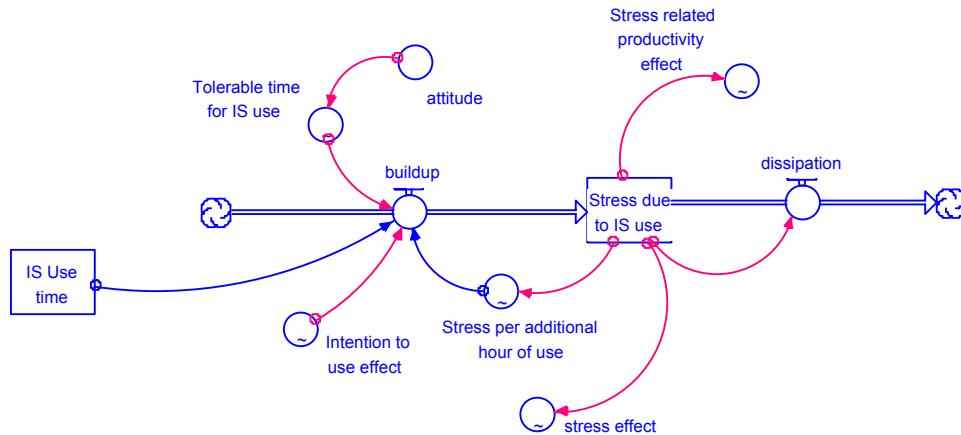 Stress related
productivity
effect
Tolerable time
for IS use
attitude
buildup
dissipation
Stress due
to IS use
IS Use
time
~
~
~
~
Intention to
use effect
Stress per additional
hour of use
stress effect